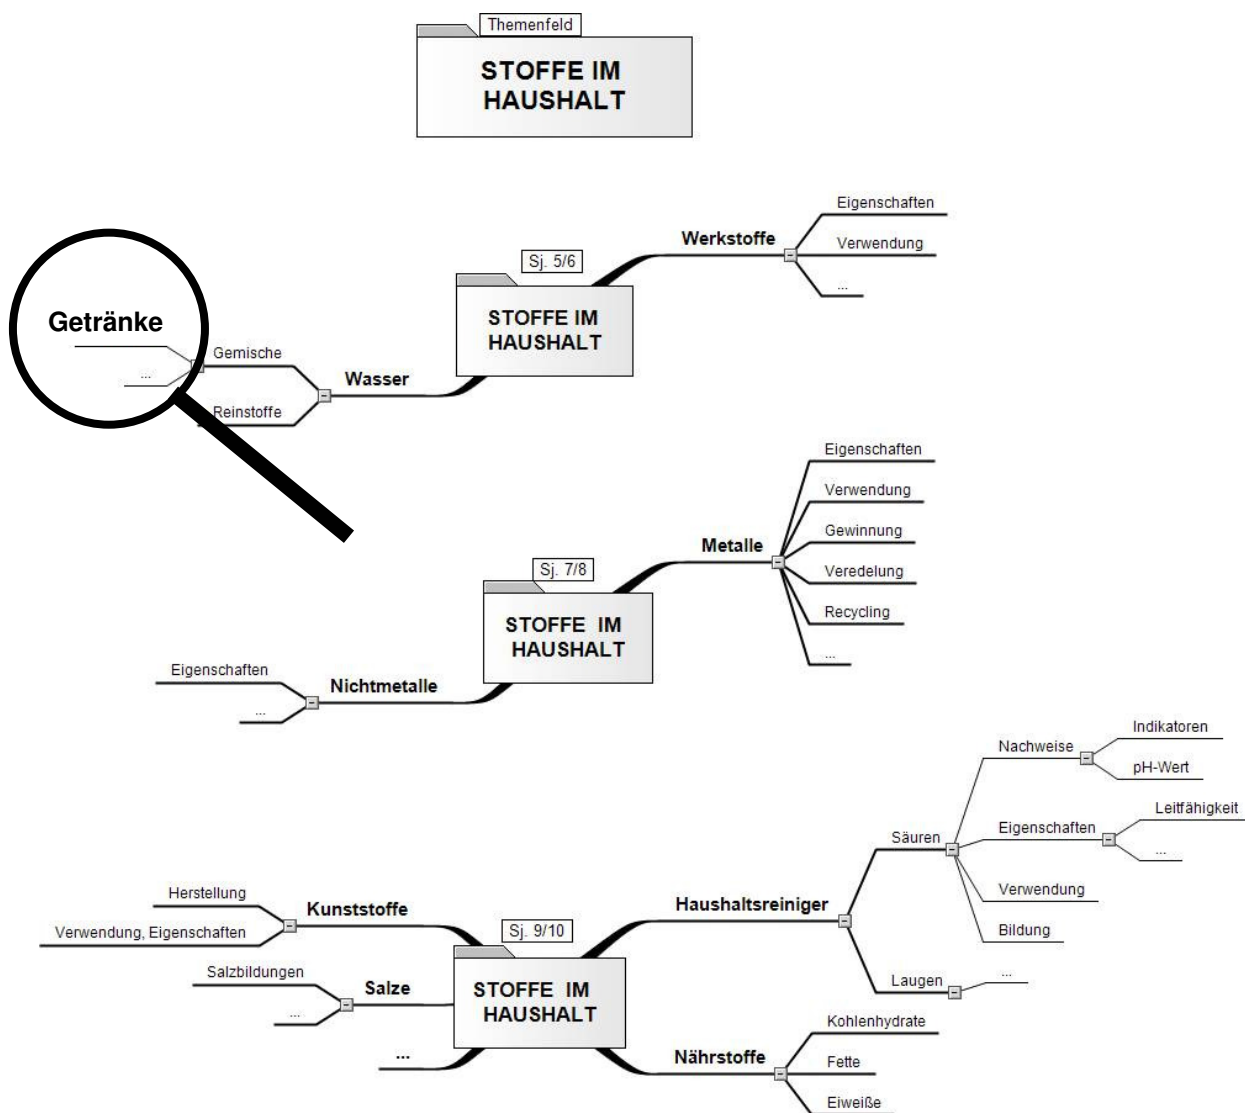 Themenfeld
STOFFE IM
HAUSHALT
Sj. 5/6
STOFFE IM
HAUSHALT
Werkstoffe
Eigenschaften
Verwendung
...
Wasser
Gemische
Getränke
...
Reinstoffe
Sj. 7/8
STOFFE IM
HAUSHALT
Metalle
Eigenschaften
Verwendung
Gewinnung
Veredelung
Recycling
...
Nichtmetalle
Eigenschaften
...
Sj. 9/10
STOFFE IM
HAUSHALT
Haushaltsreiniger
Säuren
Nachweise
Indikatoren
pH-Wert
Eigenschaften
Leitfähigkeit
...
Verwendung
Bildung
Laugen
...
Nährstoffe
Kohlenhydrate
Fette
Eiweiße
Kunststoffe
Herstellung
Verwendung, Eigenschaften
Salze
Salzbildungen
...
...